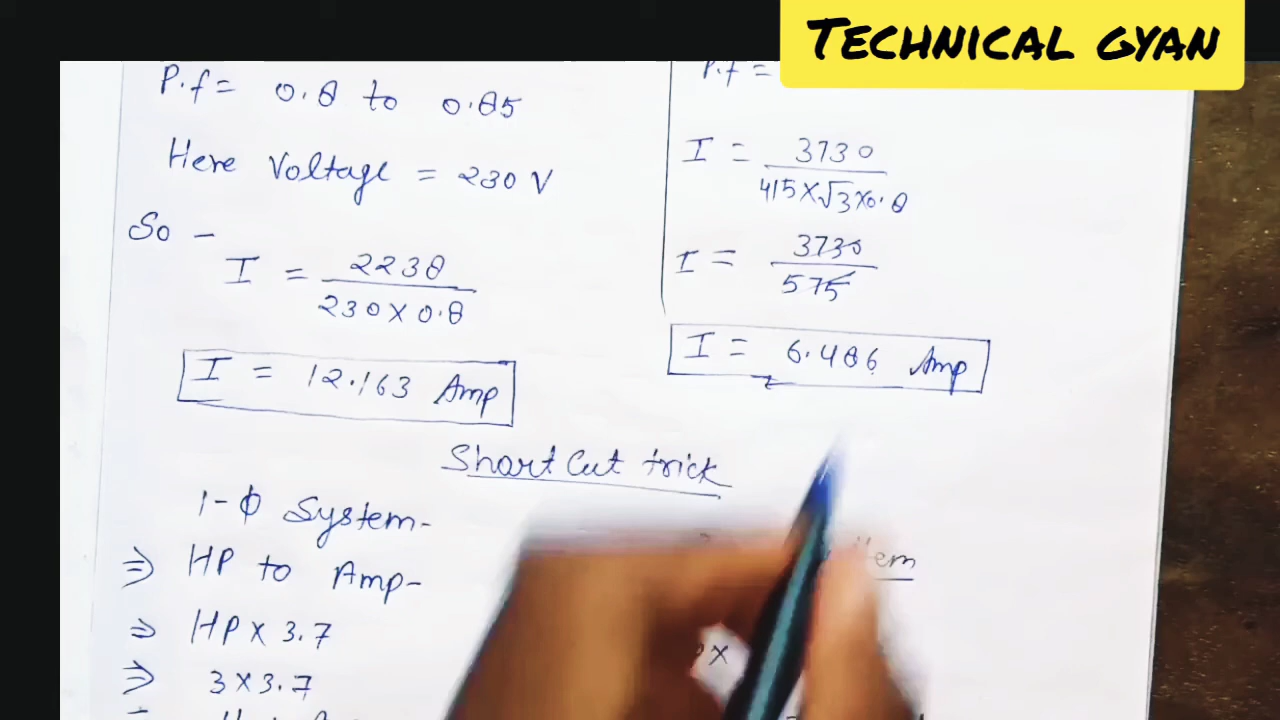 TECHNICAL GYAN
P.f = 0.8 to 0.85
Here Voltage = 230 V
So -
I = 2238
230 X 0.8
I = 12.163 Amp
P.f =
I = 3730
415 X √3 X 0.8
I = 3730
575
I = 6.486 Amp
Short Cut trick
1-Φ System-
⇒ HP to Amp-
⇒ HP X 3.7
⇒ 3 X 3.7
X